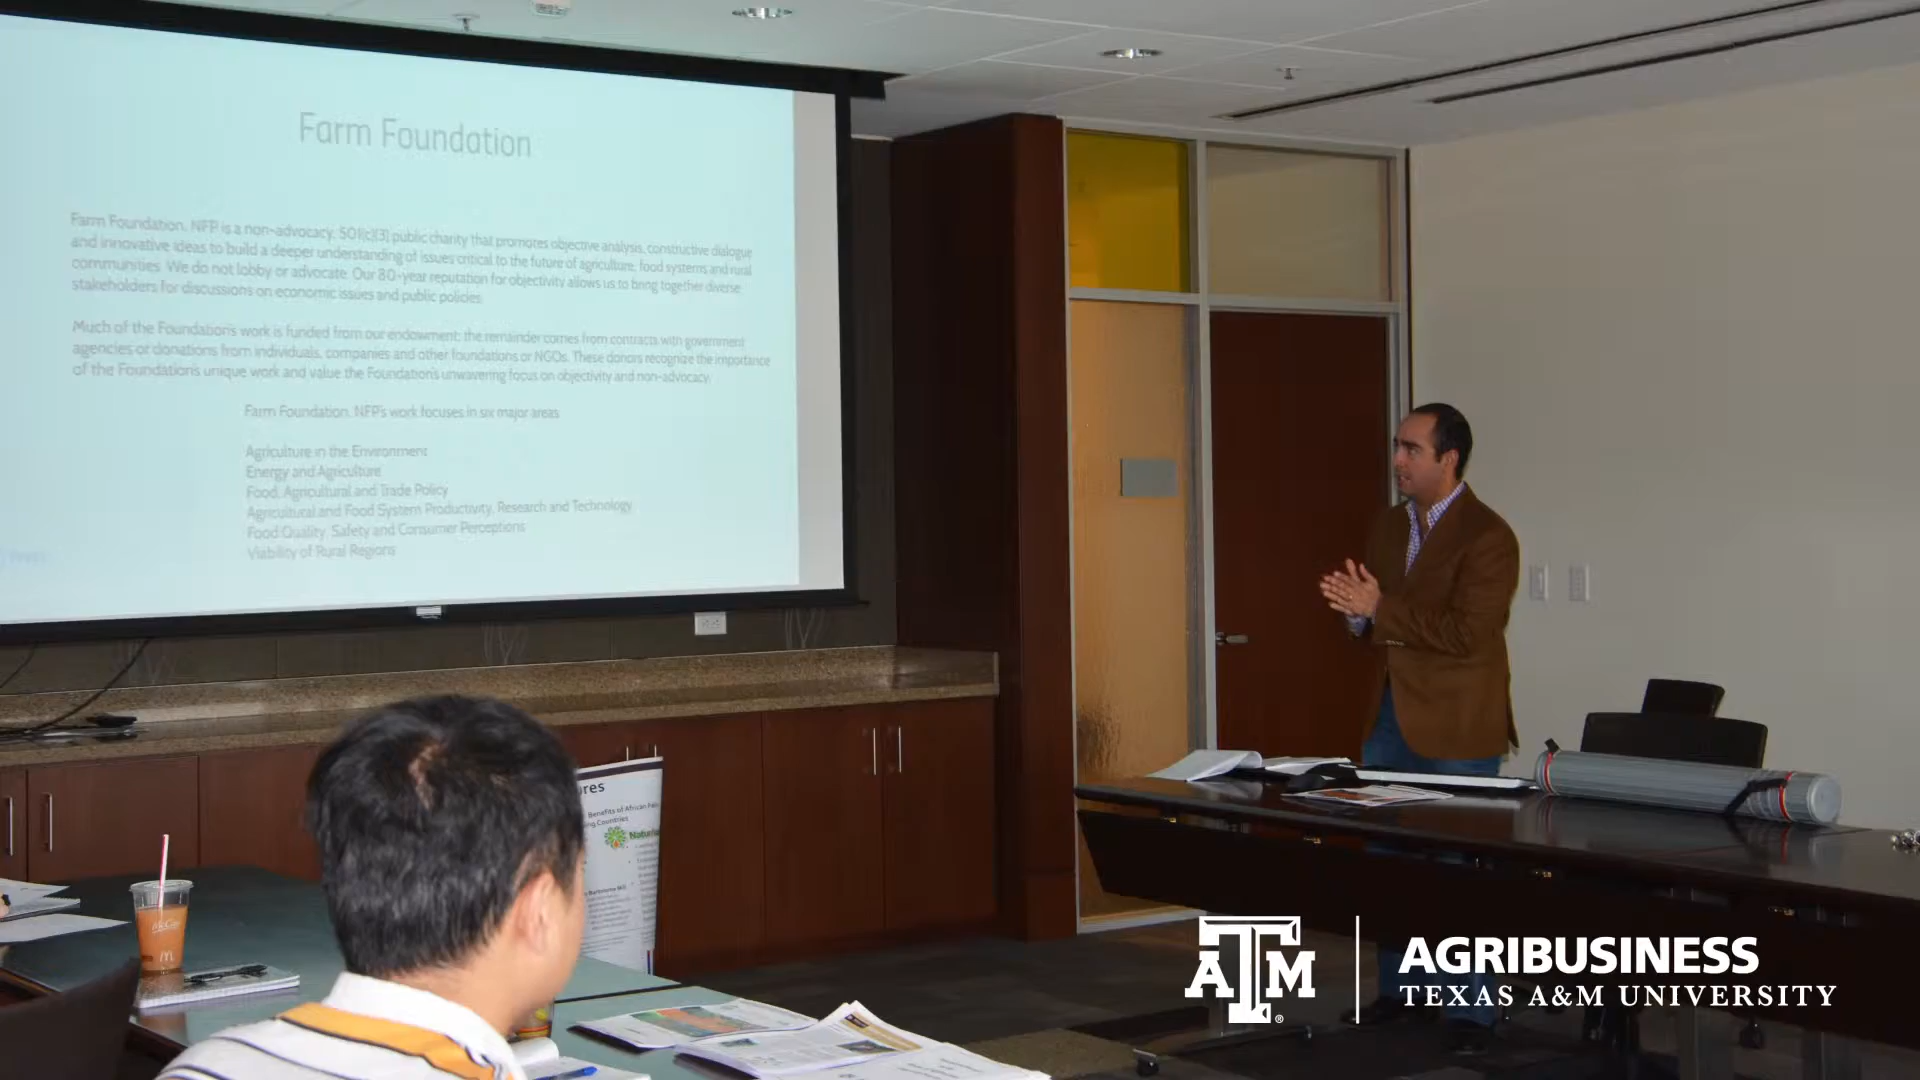 Farm Foundation
Farm Foundation, NFP is a non-advocacy, 501(c)(3) public charity that promotes objective analysis, constructive dialogue
and innovative ideas to build a deeper understanding of issues critical to the future of agriculture, food systems and rural
communities. We do not lobby or advocate. Our 80-year reputation for objectivity allows us to bring together diverse
stakeholders for discussions on economic issues and public policies.
Much of the Foundation's work is funded from our endowment; the remainder comes from contracts with government
agencies or donations from individuals, companies and other foundations or NGOs. These donors recognize the importance
of the Foundation's unique work and value the Foundation's unwavering focus on objectivity and non-advocacy.
Farm Foundation, NFP's work focuses in six major areas
Agriculture in the Environment
Energy and Agriculture
Food, Agricultural and Trade Policy
Agricultural and Food System Productivity, Research and Technology
Food Quality, Safety and Consumer Perceptions
Viability of Rural Regions
ures
Benefits of African
ing Countries
McCafé
ATM
®
AGRIBUSINESS
TEXAS A&M UNIVERSITY